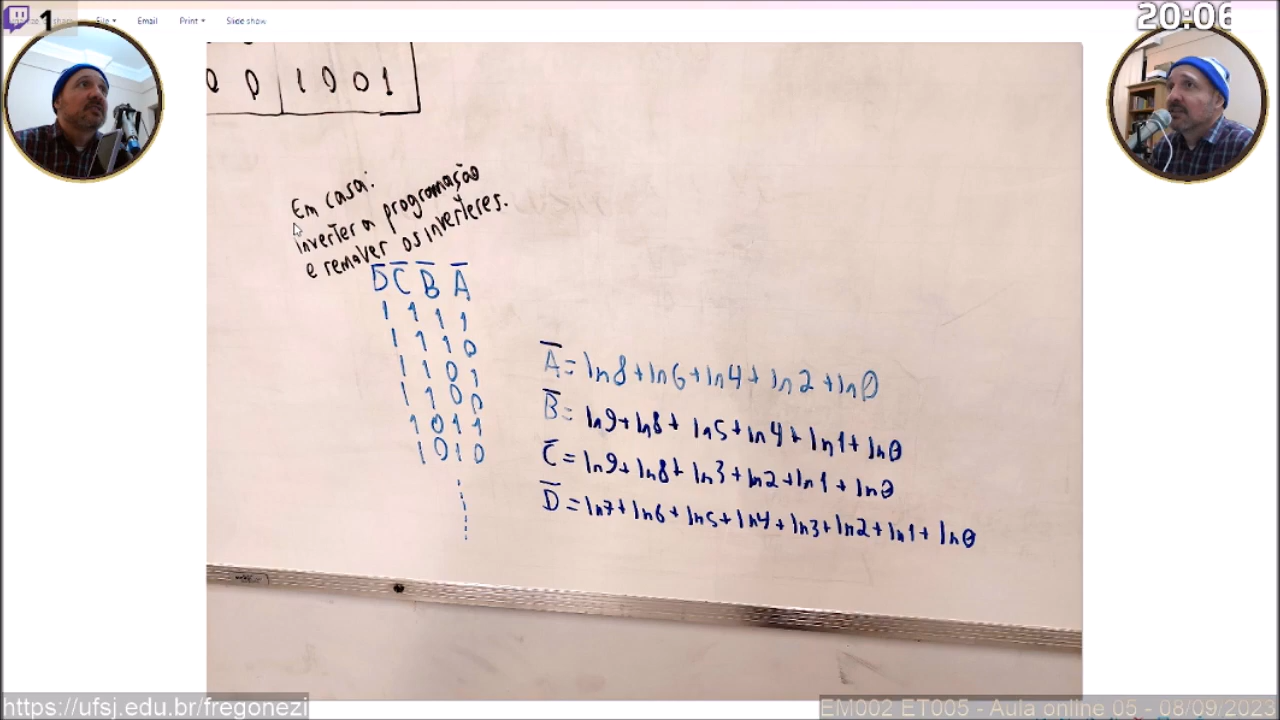 1
File
Email
Print
Slide show
20:06
0 0 1 0 0 1
Em casa:
inverter a programação
e remover os inverteres.
D̅ C̅ B̅ A̅
1 1 1 1
1 1 1 0
1 1 0 1
1 1 0 0
1 0 1 1
1 0 1 0
A̅ = In8+In6+In4+In2+In0
B̅ = In9+In8+In5+In4+In1+In0
C̅ = In9+In8+In3+In2+In1+In0
D̅ = In7+In6+In5+In4+In3+In2+In1+In0
https://ufsj.edu.br/fregonezi
EM002 ET005 - Aula online 05 - 08/09/2023